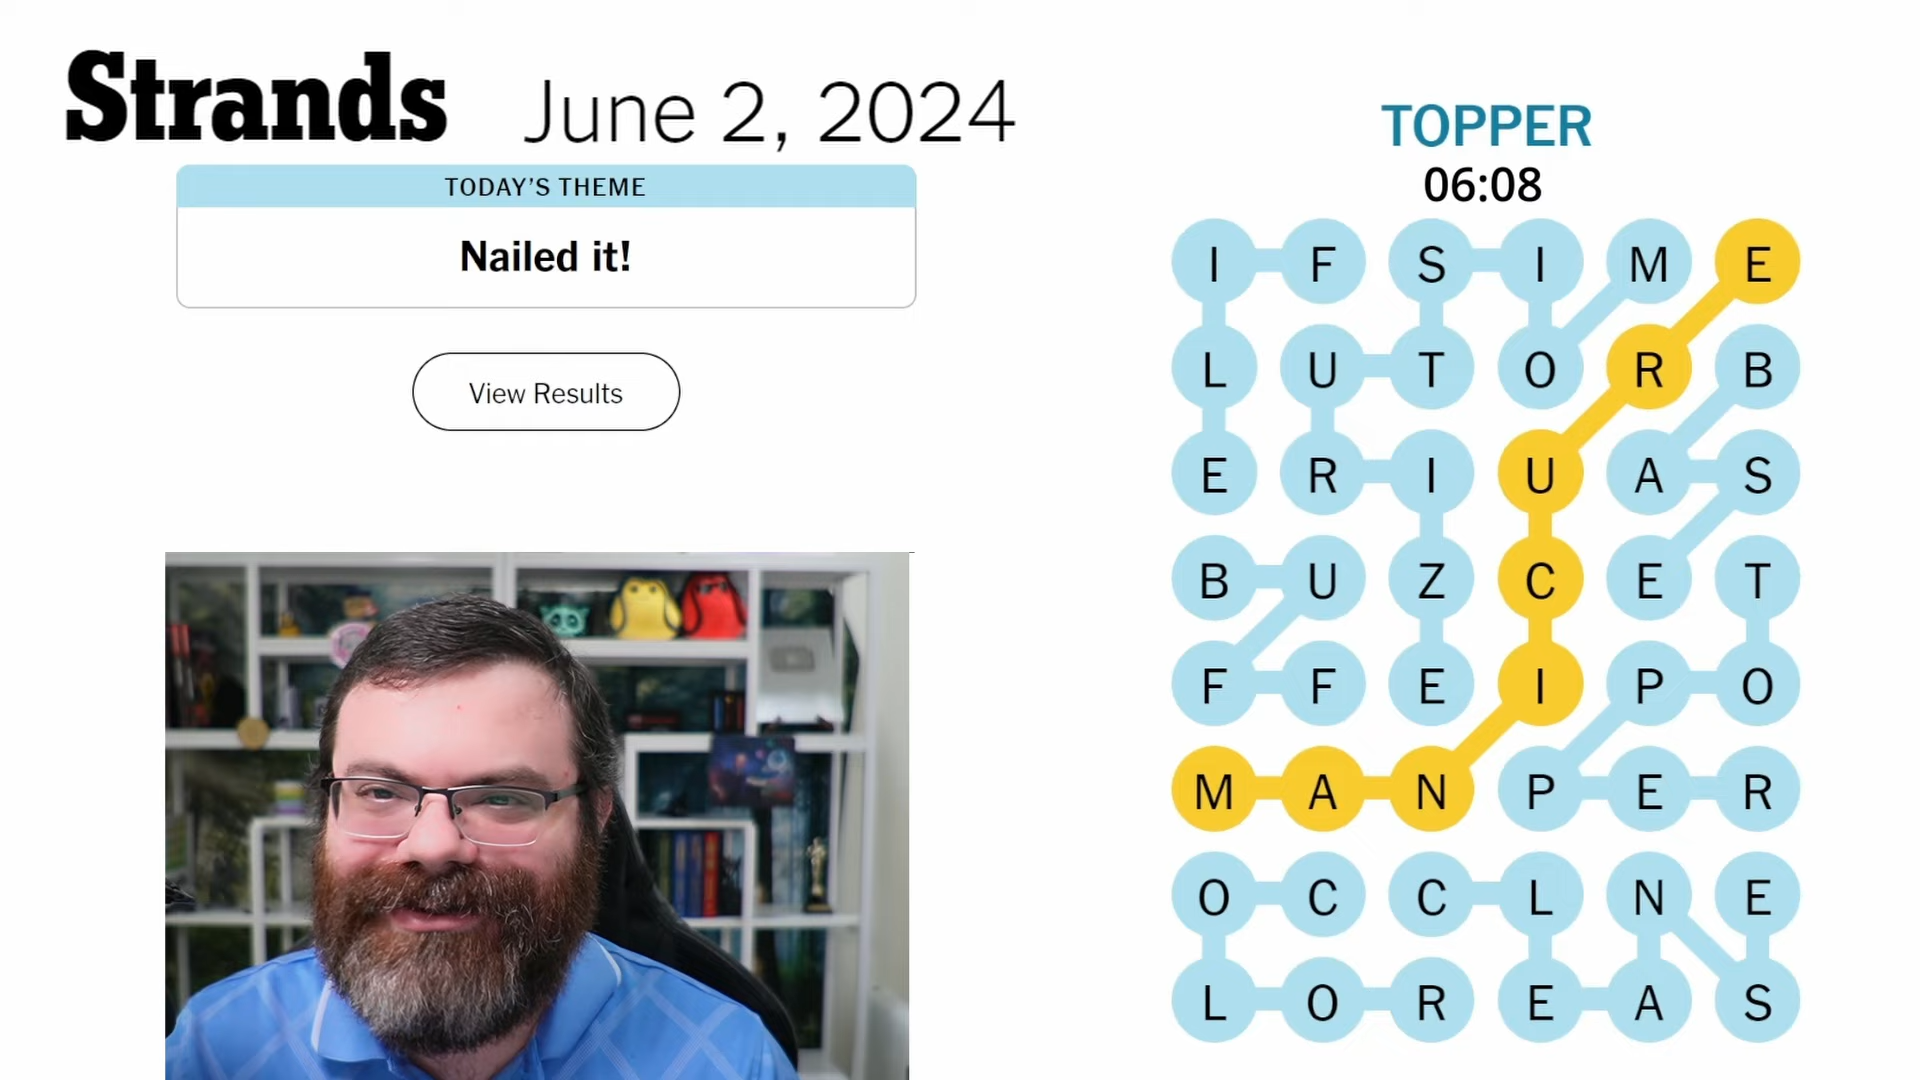 Strands June 2, 2024
TODAY'S THEME
Nailed it!
View Results
TOPPER
06:08
I F S I M E
L U T O R B
E R I U A S
B U Z C E T
F F E I P O
M A N P E R
O C C L N E
L O R E A S